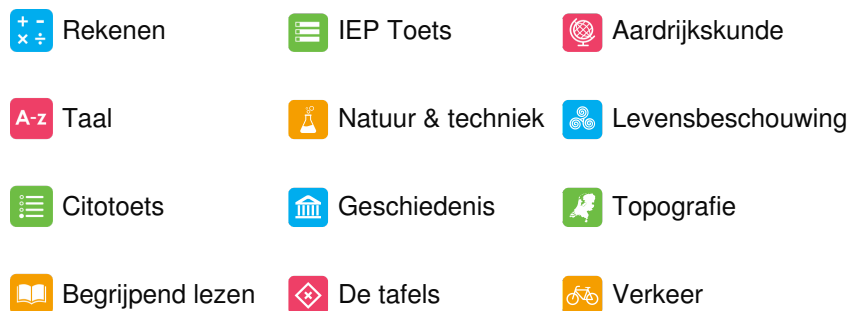 Rekenen
IEP Toets
Aardrijkskunde
A-z Taal
Natuur & techniek
Levensbeschouwing
Citotoets
Geschiedenis
Topografie
Begrijpend lezen
De tafels
Verkeer